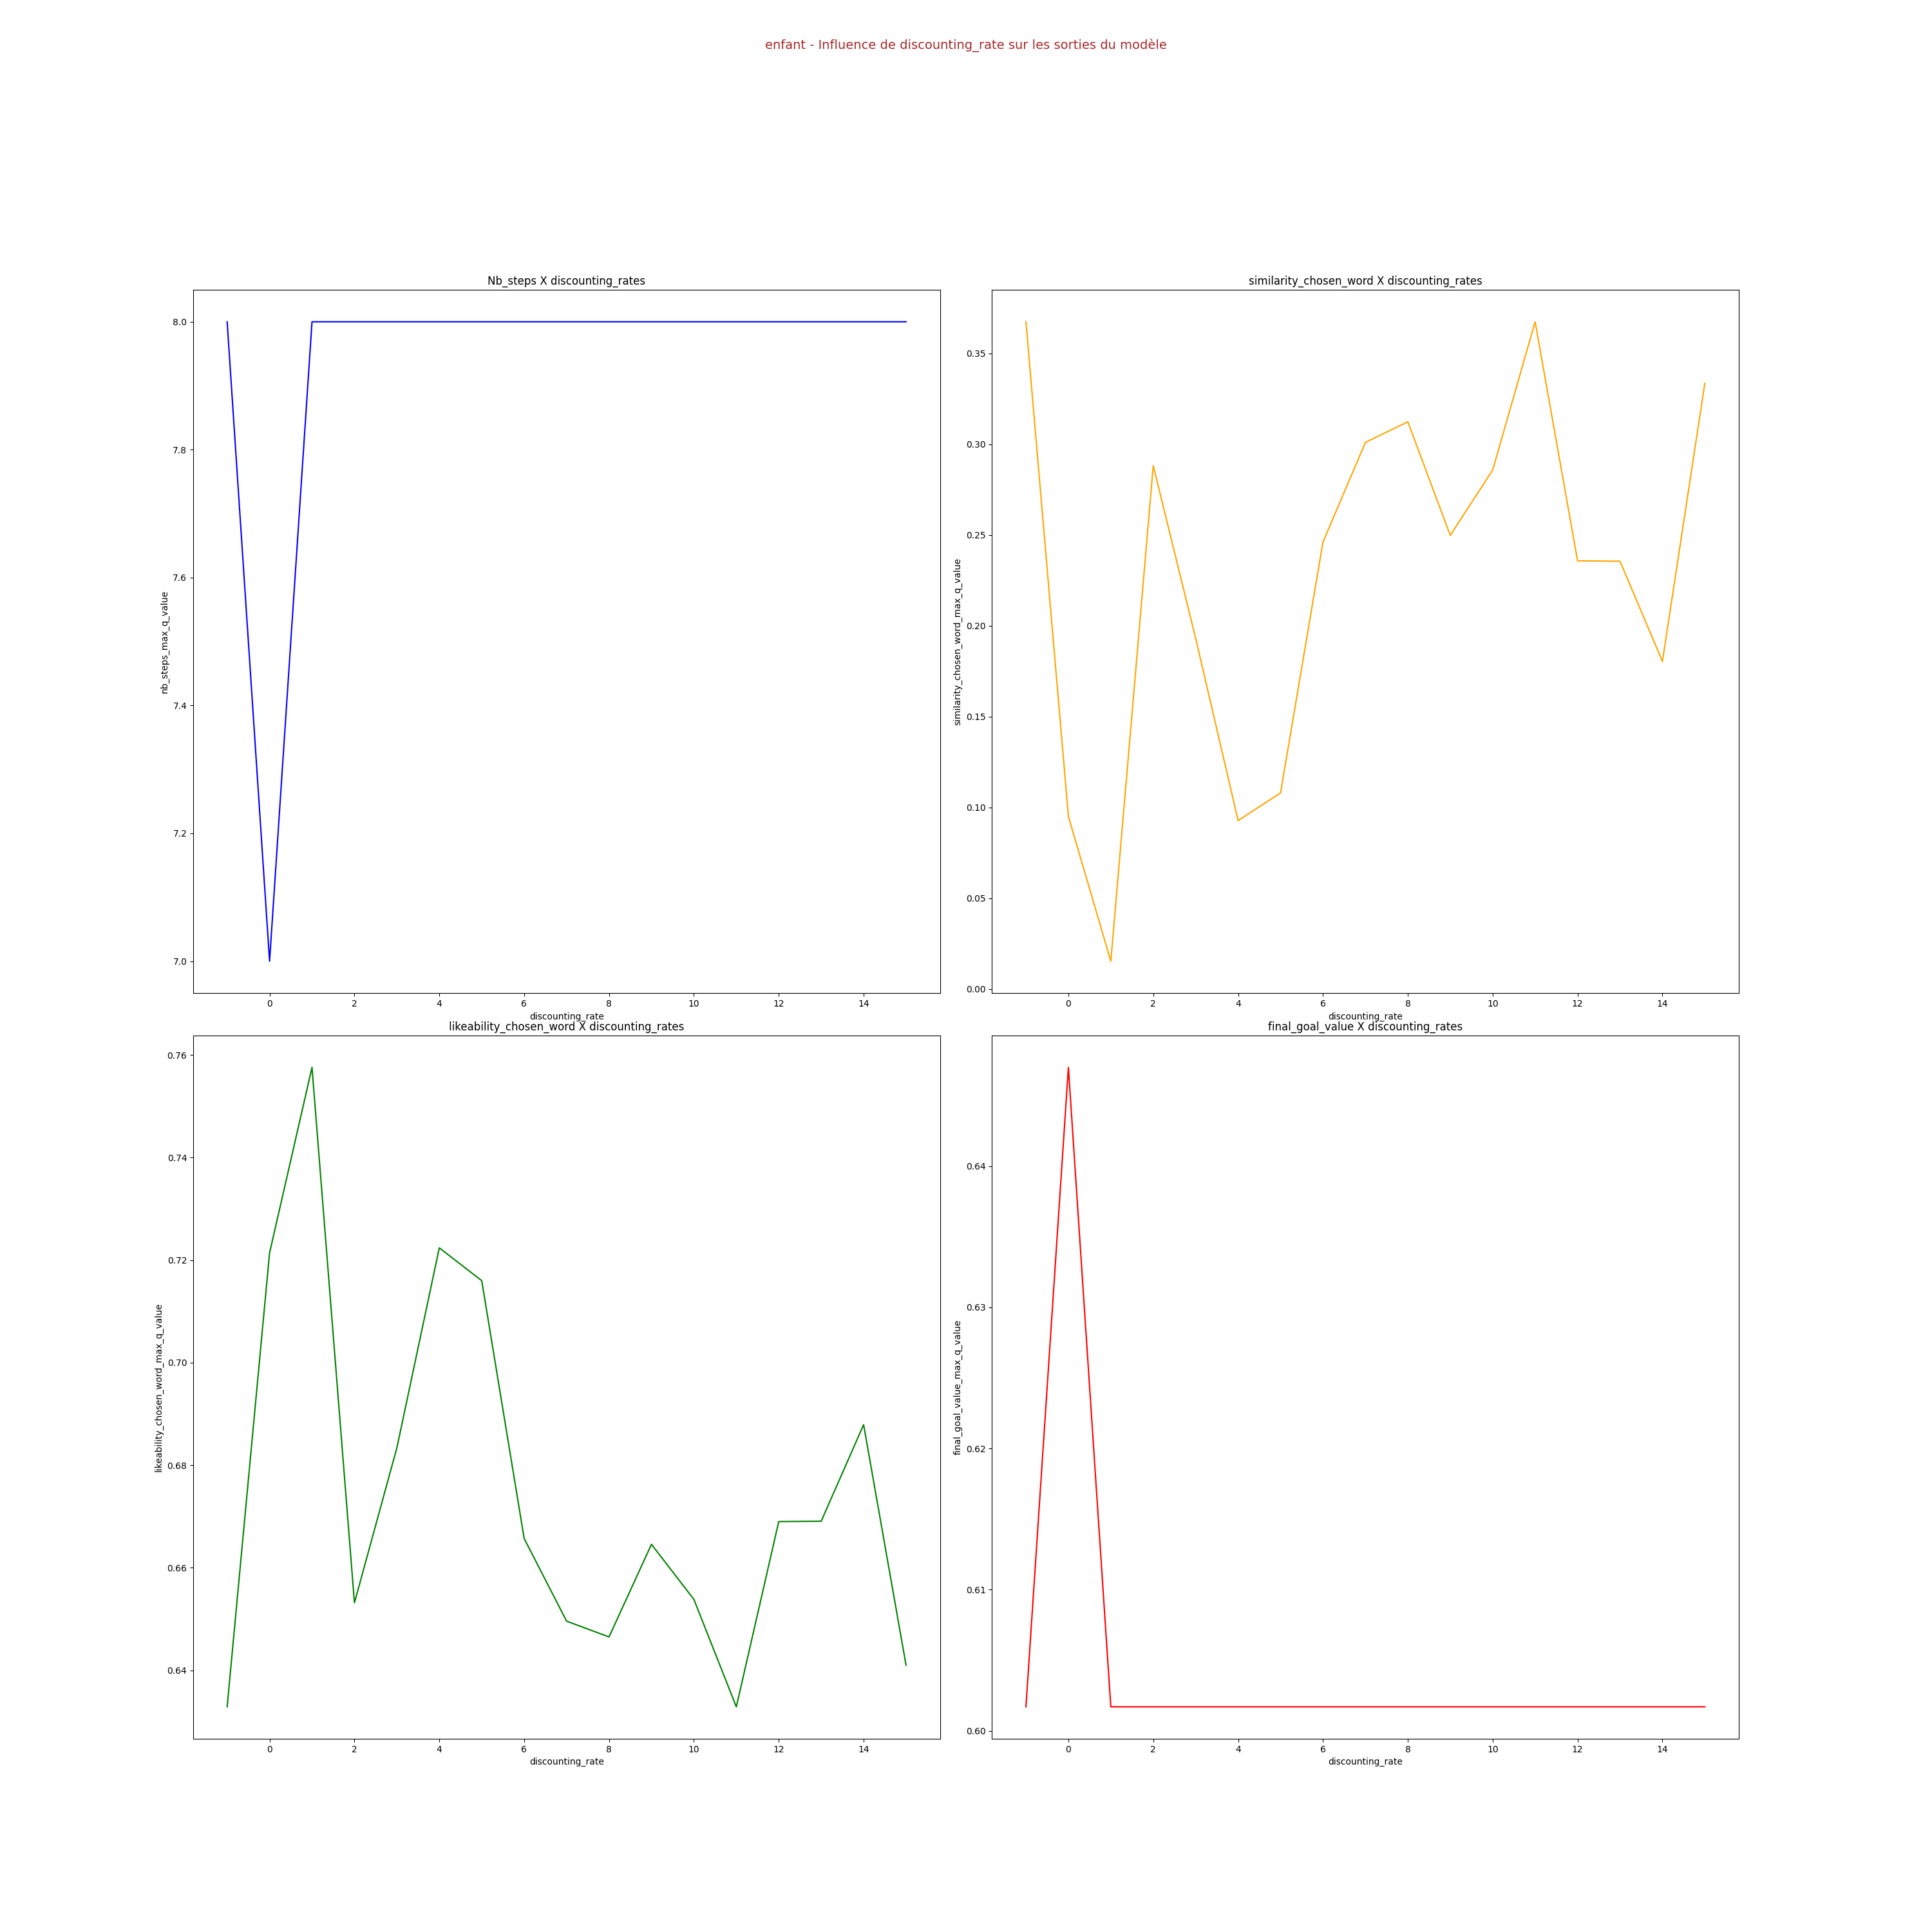 enfant - Influence de discounting_rate sur les sorties du modèle
Nb_steps X discounting_rates
nb_steps_max_q_value
8.0
7.8
7.6
7.4
7.2
7.0
0 2 4 6 8 10 12 14
discounting_rate
similarity_chosen_word X discounting_rates
similarity_chosen_word_max_q_value
0.35
0.30
0.25
0.20
0.15
0.10
0.05
0.00
0 2 4 6 8 10 12 14
discounting_rate
likeability_chosen_word X discounting_rates
likeability_chosen_word_max_q_value
0.76
0.74
0.72
0.70
0.68
0.66
0.64
0 2 4 6 8 10 12 14
discounting_rate
final_goal_value X discounting_rates
final_goal_value_max_q_value
0.64
0.63
0.62
0.61
0.60
0 2 4 6 8 10 12 14
discounting_rate